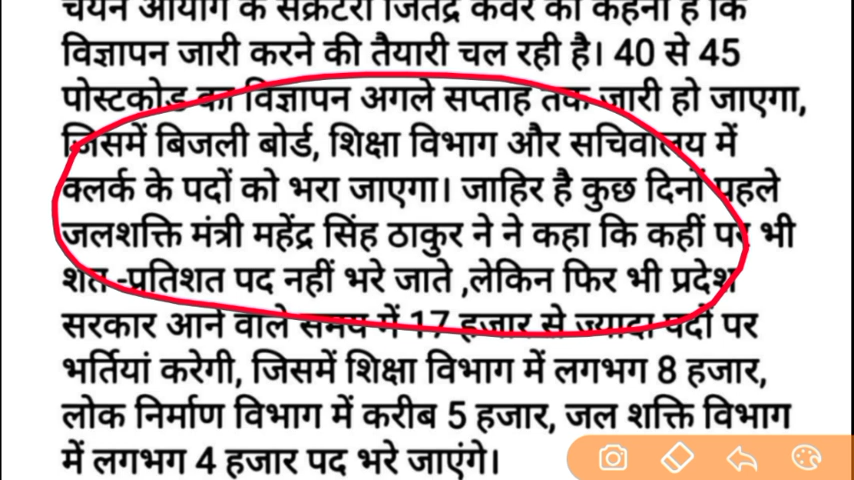 चयन आयोग के सेक्रेटरी जितेंद्र कंवर का कहना है कि
विज्ञापन जारी करने की तैयारी चल रही है। 40 से 45
पोस्टकोड का विज्ञापन अगले सप्ताह तक जारी हो जाएगा,
जिसमें बिजली बोर्ड, शिक्षा विभाग और सचिवालय में
क्लर्क के पदों को भरा जाएगा। जाहिर है कुछ दिनों पहले
जलशक्ति मंत्री महेंद्र सिंह ठाकुर ने ने कहा कि कहीं पर भी
शत -प्रतिशत पद नहीं भरे जाते ,लेकिन फिर भी प्रदेश
सरकार आने वाले समय में 17 हजार से ज्यादा पदों पर
भर्तियां करेगी, जिसमें शिक्षा विभाग में लगभग 8 हजार,
लोक निर्माण विभाग में करीब 5 हजार, जल शक्ति विभाग
में लगभग 4 हजार पद भरे जाएंगे।